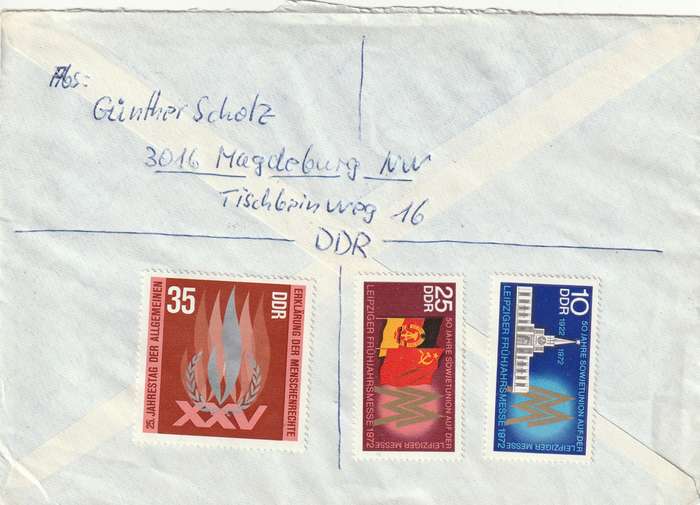 Abs:
Günther Scholz
3016 Magdeburg NW
Tischbeinweg 16
DDR
35
DDR
25. JAHRESTAG DER ALLGEMEINEN
ERKLÄRUNG DER MENSCHENRECHTE
XXV
25
DDR
50 JAHRE SOWJETUNION AUF DER
LEIPZIGER MESSE
LEIPZIGER FRÜHJAHRSMESSE 1972
10
DDR
1922 1972
50 JAHRE SOWJETUNION AUF DER
LEIPZIGER MESSE
LEIPZIGER FRÜHJAHRSMESSE 1972